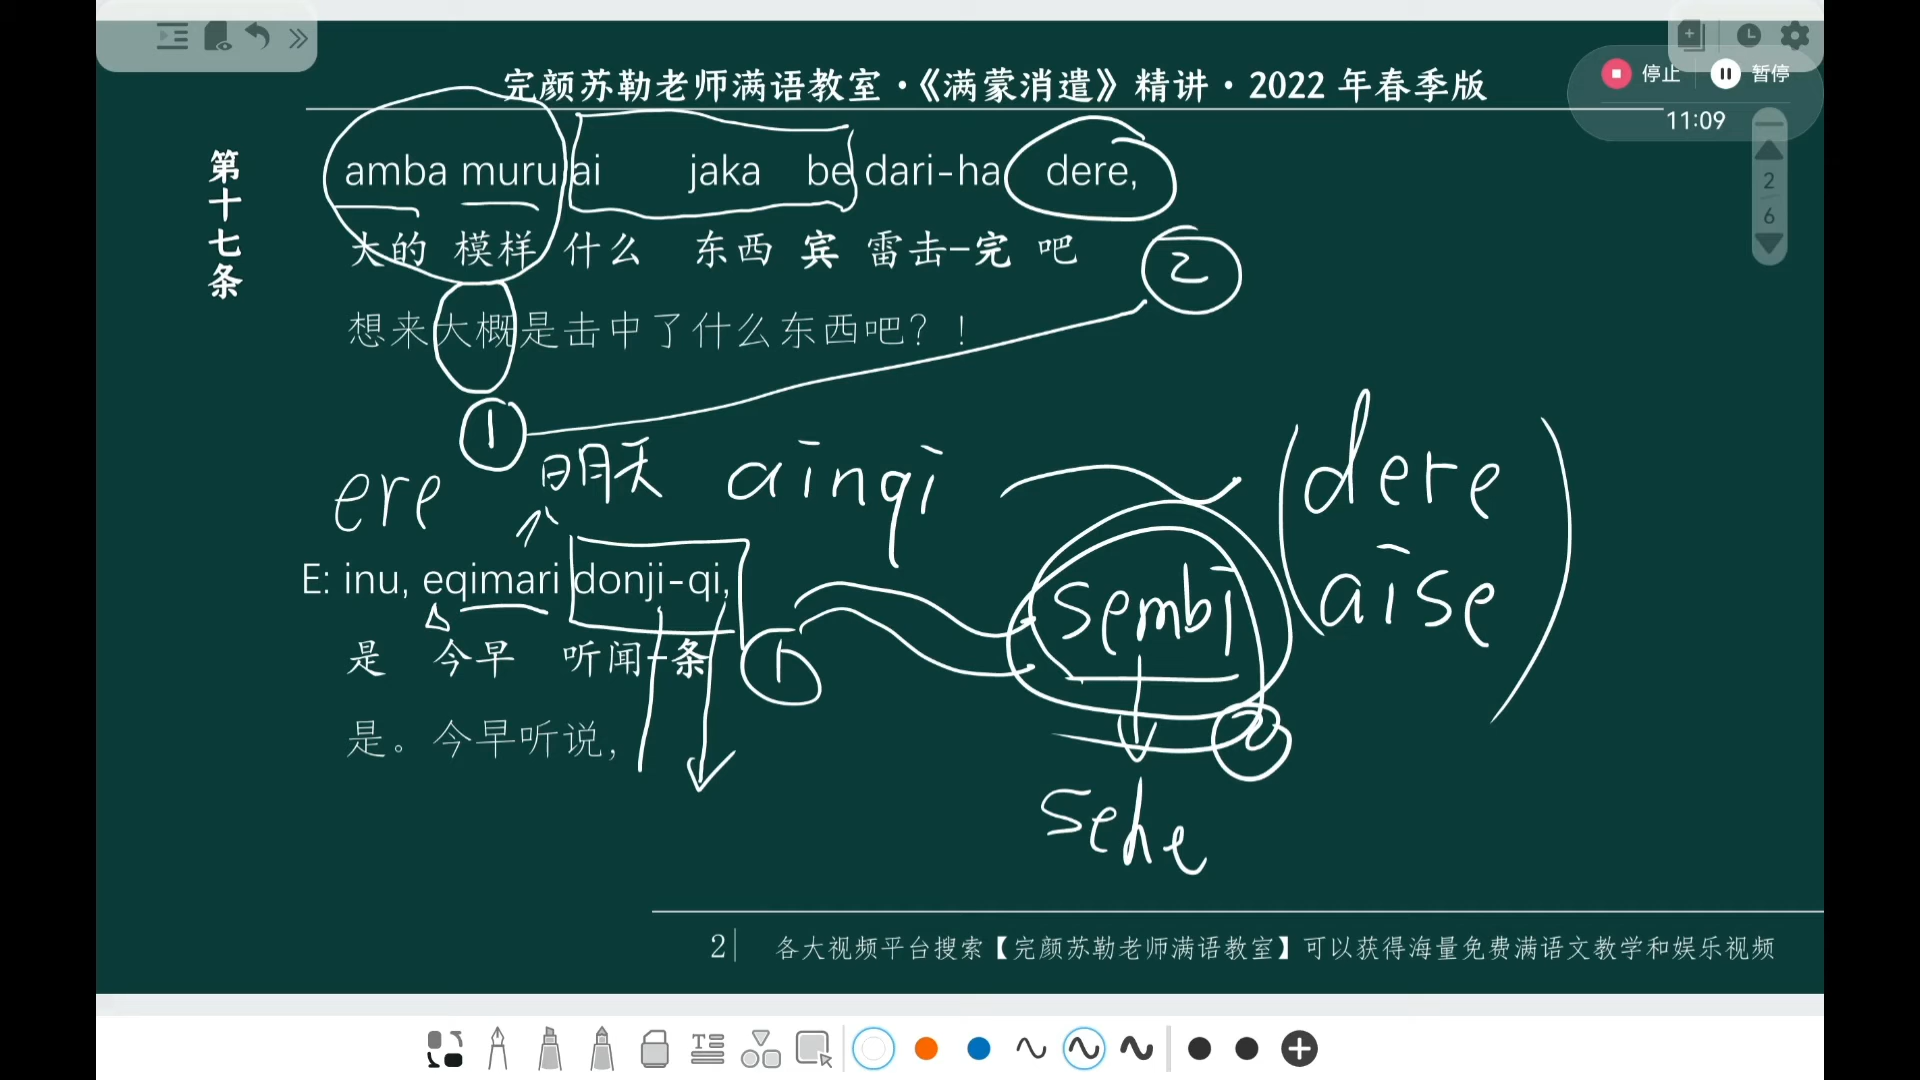 停止 暂停
11:09
完颜苏勒老师满语教室·《满蒙消遣》精讲·2022 年春季版
第十七条
amba muru ai jaka be dari-ha dere,
大的 模样 什么 东西 宾 雷击-完 吧
2
6
2
想来大概是击中了什么东西吧？！
1
ere 明天 ainqi dere
aise
E: inu, eqimari donji-qi, sembi
是 今早 听闻-条 1
2
是。今早听说，
sehe
2 各大视频平台搜索【完颜苏勒老师满语教室】可以获得海量免费满语文教学和娱乐视频